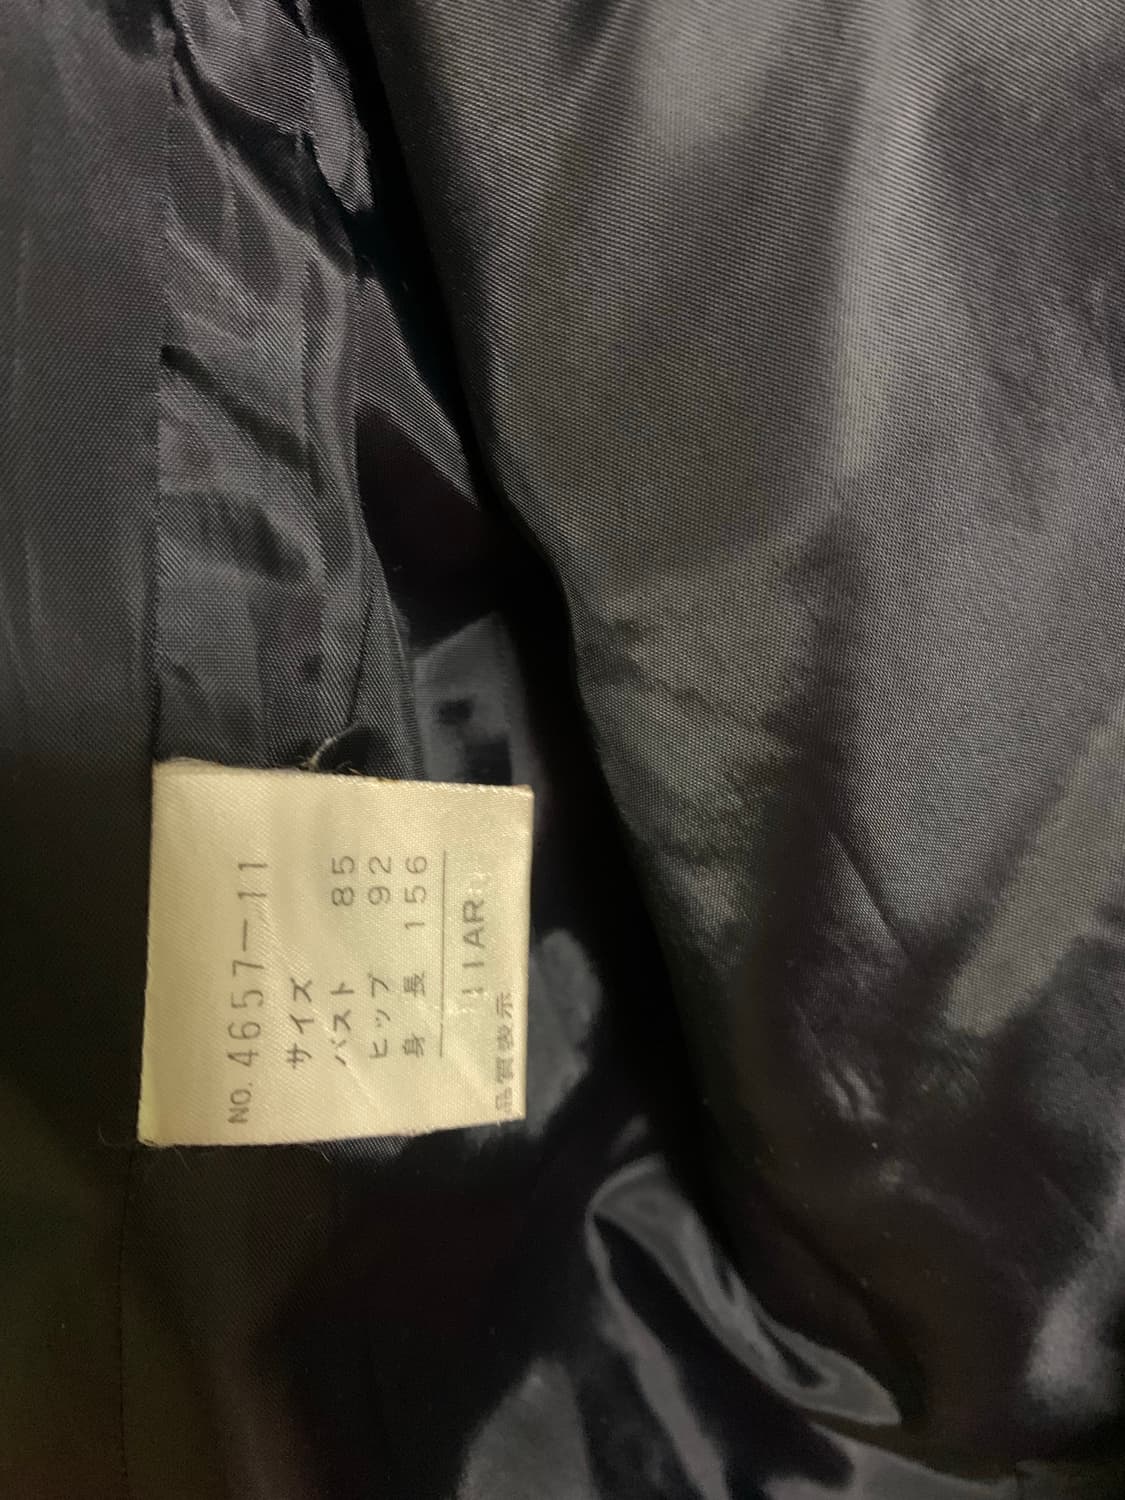 NO. 4657-11
サイズ
バスト 85
ヒップ 92
身長 156
11AR
品質表示